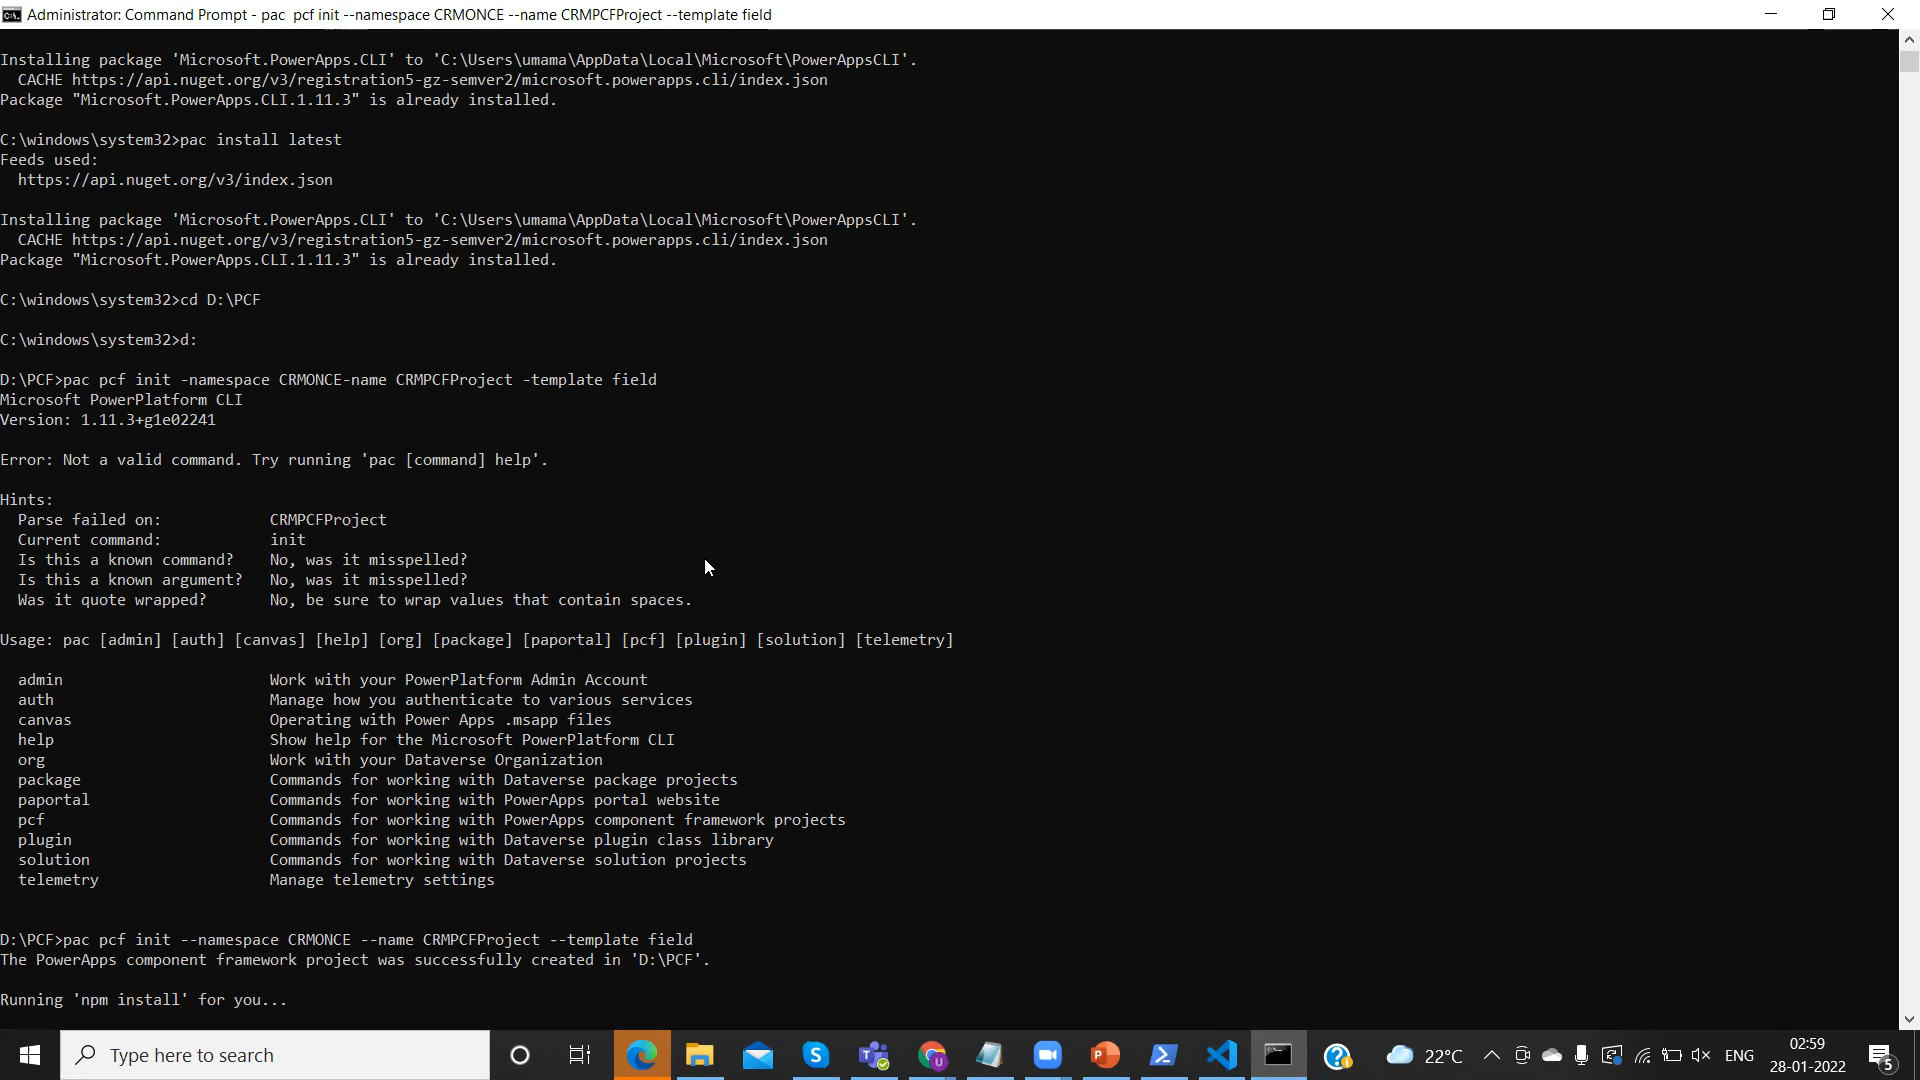 Administrator: Command Prompt - pac  pcf init --namespace CRMONCE --name CRMPCFProject --template field
Installing package 'Microsoft.PowerApps.CLI' to 'C:\Users\umama\AppData\Local\Microsoft\PowerAppsCLI'.
  CACHE https://api.nuget.org/v3/registration5-gz-semver2/microsoft.powerapps.cli/index.json
Package "Microsoft.PowerApps.CLI.1.11.3" is already installed.
C:\windows\system32>pac install latest
Feeds used:
  https://api.nuget.org/v3/index.json
Installing package 'Microsoft.PowerApps.CLI' to 'C:\Users\umama\AppData\Local\Microsoft\PowerAppsCLI'.
  CACHE https://api.nuget.org/v3/registration5-gz-semver2/microsoft.powerapps.cli/index.json
Package "Microsoft.PowerApps.CLI.1.11.3" is already installed.
C:\windows\system32>cd D:\PCF
C:\windows\system32>d:
D:\PCF>pac pcf init -namespace CRMONCE-name CRMPCFProject -template field
Microsoft PowerPlatform CLI
Version: 1.11.3+g1e02241
Error: Not a valid command. Try running 'pac [command] help'.
Hints:
  Parse failed on:            CRMPCFProject
  Current command:            init
  Is this a known command?    No, was it misspelled?
  Is this a known argument?   No, was it misspelled?
  Was it quote wrapped?       No, be sure to wrap values that contain spaces.
Usage: pac [admin] [auth] [canvas] [help] [org] [package] [paportal] [pcf] [plugin] [solution] [telemetry]
  admin                       Work with your PowerPlatform Admin Account
  auth                        Manage how you authenticate to various services
  canvas                      Operating with Power Apps .msapp files
  help                        Show help for the Microsoft PowerPlatform CLI
  org                         Work with your Dataverse Organization
  package                     Commands for working with Dataverse package projects
  paportal                    Commands for working with PowerApps portal website
  pcf                         Commands for working with PowerApps component framework projects
  plugin                      Commands for working with Dataverse plugin class library
  solution                    Commands for working with Dataverse solution projects
  telemetry                   Manage telemetry settings
D:\PCF>pac pcf init --namespace CRMONCE --name CRMPCFProject --template field
The PowerApps component framework project was successfully created in 'D:\PCF'.
Running 'npm install' for you...
Type here to search
22°C
ENG
02:59
28-01-2022
5